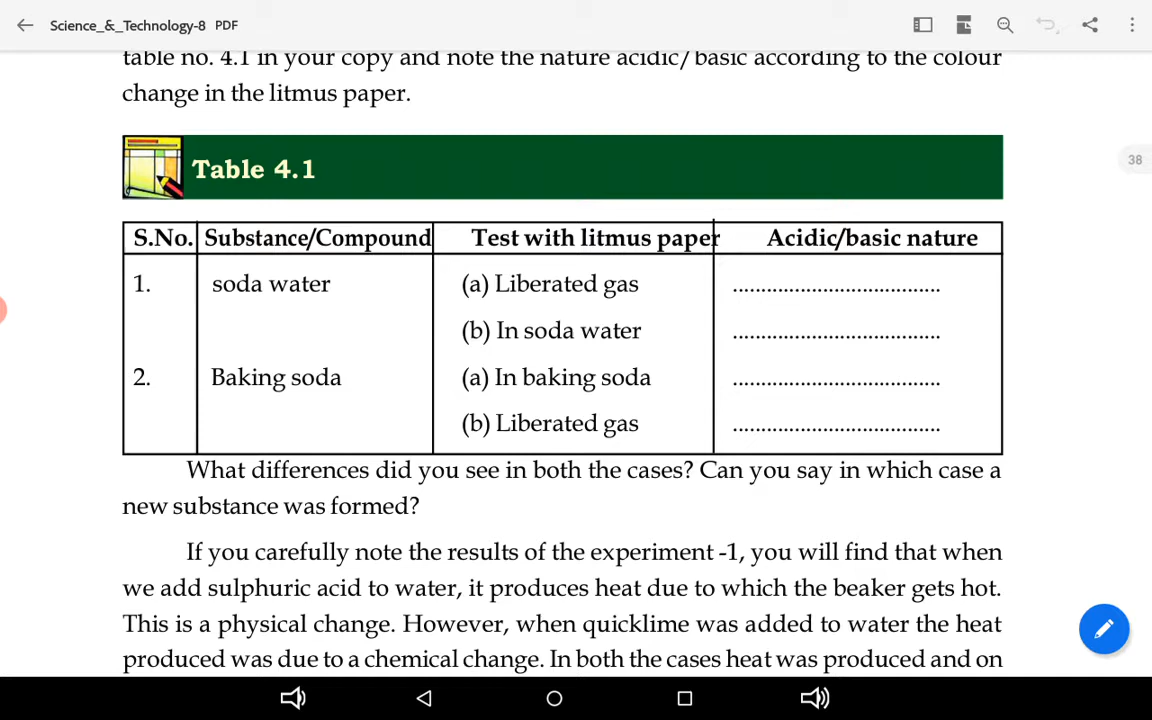 Science_&_Technology-8 PDF
table no. 4.1 in your copy and note the nature acidic/basic according to the colour
change in the litmus paper.
38
Table 4.1
S.No. Substance/Compound Test with litmus paper Acidic/basic nature
1. soda water (a) Liberated gas ....................................
(b) In soda water ....................................
2. Baking soda (a) In baking soda ....................................
(b) Liberated gas ....................................
What differences did you see in both the cases? Can you say in which case a
new substance was formed?
If you carefully note the results of the experiment -1, you will find that when
we add sulphuric acid to water, it produces heat due to which the beaker gets hot.
This is a physical change. However, when quicklime was added to water the heat
produced was due to a chemical change. In both the cases heat was produced and on